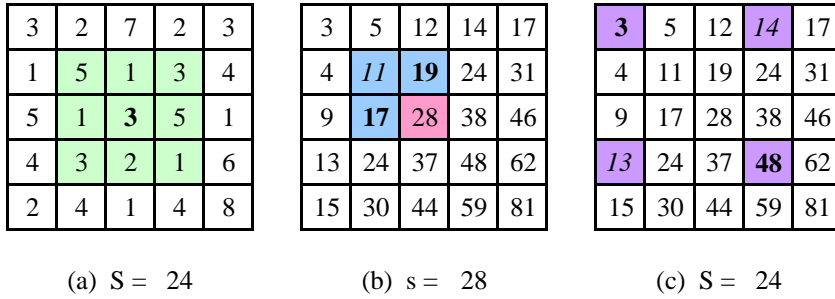 3 2 7 2 3
1 5 1 3 4
5 1 3 5 1
4 3 2 1 6
2 4 1 4 8
(a) S = 24
3 5 12 14 17
4 11 19 24 31
9 17 28 38 46
13 24 37 48 62
15 30 44 59 81
(b) s = 28
3 5 12 14 17
4 11 19 24 31
9 17 28 38 46
13 24 37 48 62
15 30 44 59 81
(c) S = 24